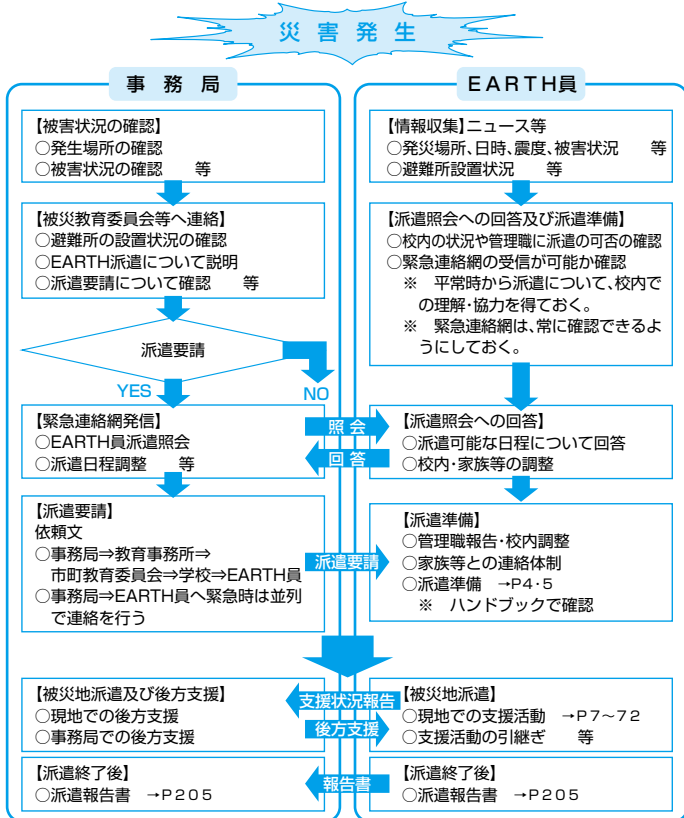 災害発生
事務局
【被害状況の確認】
○発生場所の確認
○被害状況の確認　等
【被災教育委員会等へ連絡】
○避難所の設置状況の確認
○EARTH派遣について説明
○派遣要請について確認　等
派遣要請
YES
NO
【緊急連絡網発信】
○EARTH員派遣照会
○派遣日程調整　等
【派遣要請】
依頼文
○事務局⇒教育事務所⇒
市町教育委員会⇒学校⇒EARTH員
○事務局⇒EARTH員へ緊急時は並列
で連絡を行う
【被災地派遣及び後方支援】
○現地での後方支援
○事務局での後方支援
【派遣終了後】
○派遣報告書　→P205
照会
回答
派遣要請
支援状況報告
後方支援
報告書
EARTH員
【情報収集】ニュース等
○発災場所、日時、震度、被害状況　等
○避難所設置状況　等
【派遣照会への回答及び派遣準備】
○校内の状況や管理職に派遣の可否の確認
○緊急連絡網の受信が可能か確認
※　平常時から派遣について、校内で
の理解・協力を得ておく。
※　緊急連絡網は、常に確認できるよ
うにしておく。
【派遣照会への回答】
○派遣可能な日程について回答
○校内・家族等の調整
【派遣準備】
○管理職報告・校内調整
○家族等との連絡体制
○派遣準備　→P4・5
※　ハンドブックで確認
【被災地派遣】
○現地での支援活動　→P7～72
○支援活動の引継ぎ　等
【派遣終了後】
○派遣報告書　→P205